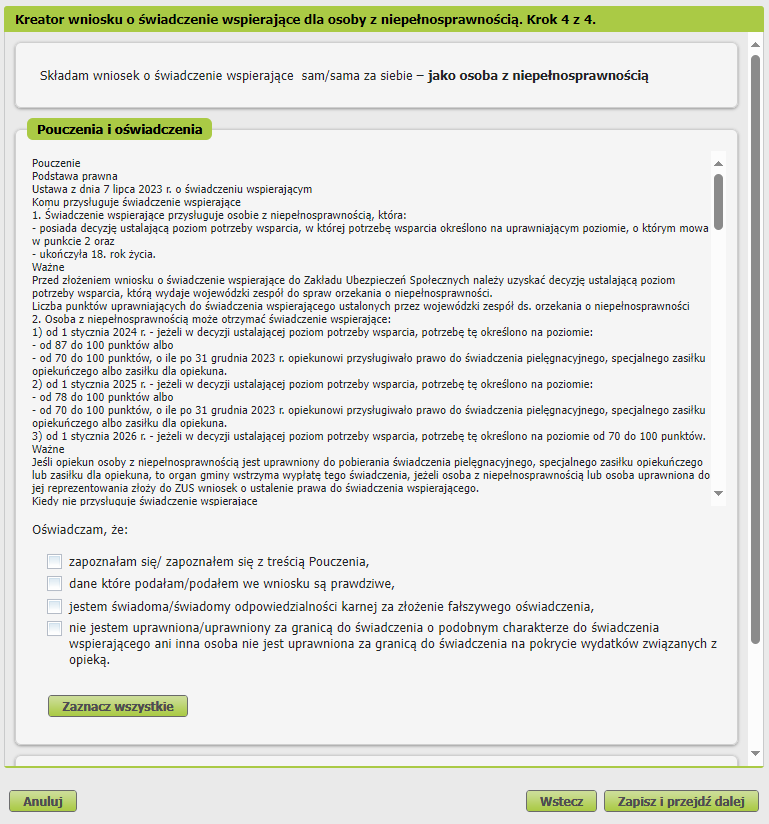 Kreator wniosku o świadczenie wspierające dla osoby z niepełnosprawnością. Krok 4 z 4.
Składam wniosek o świadczenie wspierające sam/sama za siebie – jako osoba z niepełnosprawnością
Pouczenia i oświadczenia
Pouczenie
Podstawa prawna
Ustawa z dnia 7 lipca 2023 r. o świadczeniu wspierającym
Komu przysługuje świadczenie wspierające
1. Świadczenie wspierające przysługuje osobie z niepełnosprawnością, która:
- posiada decyzję ustalającą poziom potrzeby wsparcia, w której potrzebę wsparcia określono na uprawniającym poziomie, o którym mowa
w punkcie 2 oraz
- ukończyła 18. rok życia.
Ważne
Przed złożeniem wniosku o świadczenie wspierające do Zakładu Ubezpieczeń Społecznych należy uzyskać decyzję ustalającą poziom
potrzeby wsparcia, którą wydaje wojewódzki zespół do spraw orzekania o niepełnosprawności.
Liczba punktów uprawniających do świadczenia wspierającego ustalonych przez wojewódzki zespół ds. orzekania o niepełnosprawności
2. Osoba z niepełnosprawnością może otrzymać świadczenie wspierające:
1) od 1 stycznia 2024 r. - jeżeli w decyzji ustalającej poziom potrzeby wsparcia, potrzebę tę określono na poziomie:
- od 87 do 100 punktów albo
- od 70 do 100 punktów, o ile po 31 grudnia 2023 r. opiekunowi przysługiwało prawo do świadczenia pielęgnacyjnego, specjalnego zasiłku
opiekuńczego albo zasiłku dla opiekuna.
2) od 1 stycznia 2025 r. - jeżeli w decyzji ustalającej poziom potrzeby wsparcia, potrzebę tę określono na poziomie:
- od 78 do 100 punktów albo
- od 70 do 100 punktów, o ile po 31 grudnia 2023 r. opiekunowi przysługiwało prawo do świadczenia pielęgnacyjnego, specjalnego zasiłku
opiekuńczego albo zasiłku dla opiekuna.
3) od 1 stycznia 2026 r. - jeżeli w decyzji ustalającej poziom potrzeby wsparcia, potrzebę tę określono na poziomie od 70 do 100 punktów.
Ważne
Jeśli opiekun osoby z niepełnosprawnością jest uprawniony do pobierania świadczenia pielęgnacyjnego, specjalnego zasiłku opiekuńczego
lub zasiłku dla opiekuna, to organ gminy wstrzyma wypłatę tego świadczenia, jeżeli osoba z niepełnosprawnością lub osoba uprawniona do
jej reprezentowania złoży do ZUS wniosek o ustalenie prawa do świadczenia wspierającego.
Kiedy nie przysługuje świadczenie wspierające
Oświadczam, że:
zapoznałam się/ zapoznałem się z treścią Pouczenia,
dane które podałam/podałem we wniosku są prawdziwe,
jestem świadoma/świadomy odpowiedzialności karnej za złożenie fałszywego oświadczenia,
nie jestem uprawniona/uprawniony za granicą do świadczenia o podobnym charakterze do świadczenia
wspierającego ani inna osoba nie jest uprawniona za granicą do świadczenia na pokrycie wydatków związanych z
opieką.
Zaznacz wszystkie
Anuluj
Wstecz
Zapisz i przejdź dalej